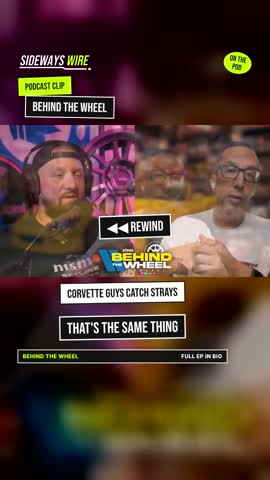 SIDEWAYS WIRE.
ON THE
POD
PODCAST CLIP
BEHIND THE WHEEL
REWIND
BEHIND
THE WHEEL
CORVETTE GUYS CATCH STRAYS
THAT'S THE SAME THING
BEHIND THE WHEEL
FULL EP IN BIO